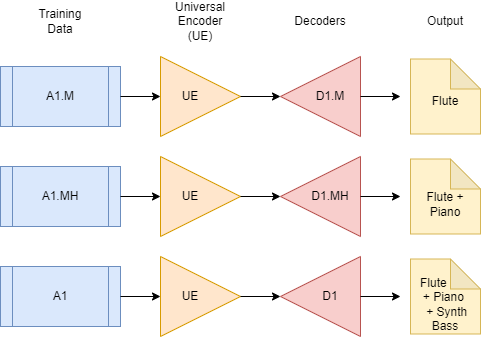 Training
Data
Universal
Encoder
(UE)
Decoders
Output
A1.M
UE
D1.M
Flute
A1.MH
UE
D1.MH
Flute +
Piano
A1
UE
D1
Flute
+ Piano
+ Synth
Bass